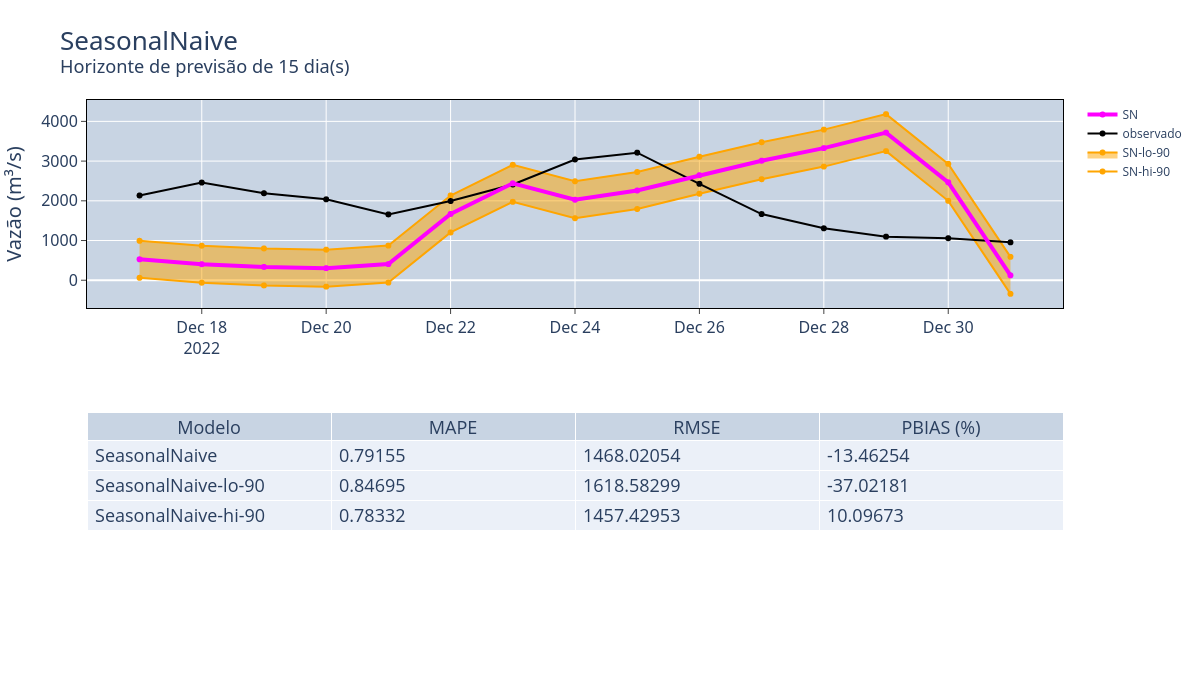 SeasonalNaive
Horizonte de previsão de 15 dia(s)
Vazão (m³/s)
4000
3000
2000
1000
0
Dec 18
2022
Dec 20
Dec 22
Dec 24
Dec 26
Dec 28
Dec 30
SN
observado
SN-lo-90
SN-hi-90
Modelo MAPE RMSE PBIAS (%)
SeasonalNaive 0.79155 1468.02054 -13.46254
SeasonalNaive-lo-90 0.84695 1618.58299 -37.02181
SeasonalNaive-hi-90 0.78332 1457.42953 10.09673